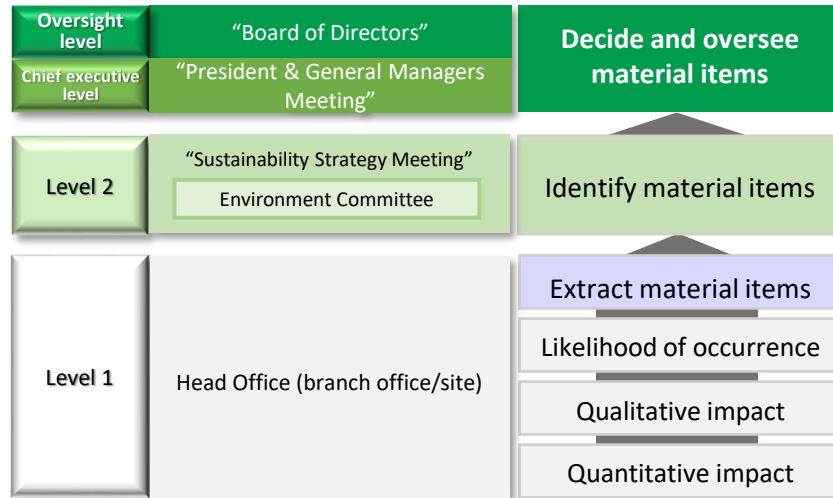 Oversight
level
“Board of Directors”
Decide and oversee
material items
Chief executive
level
“President & General Managers
Meeting”
Level 2
“Sustainability Strategy Meeting”
Environment Committee
Identify material items
Level 1
Head Office (branch office/site)
Extract material items
Likelihood of occurrence
Qualitative impact
Quantitative impact